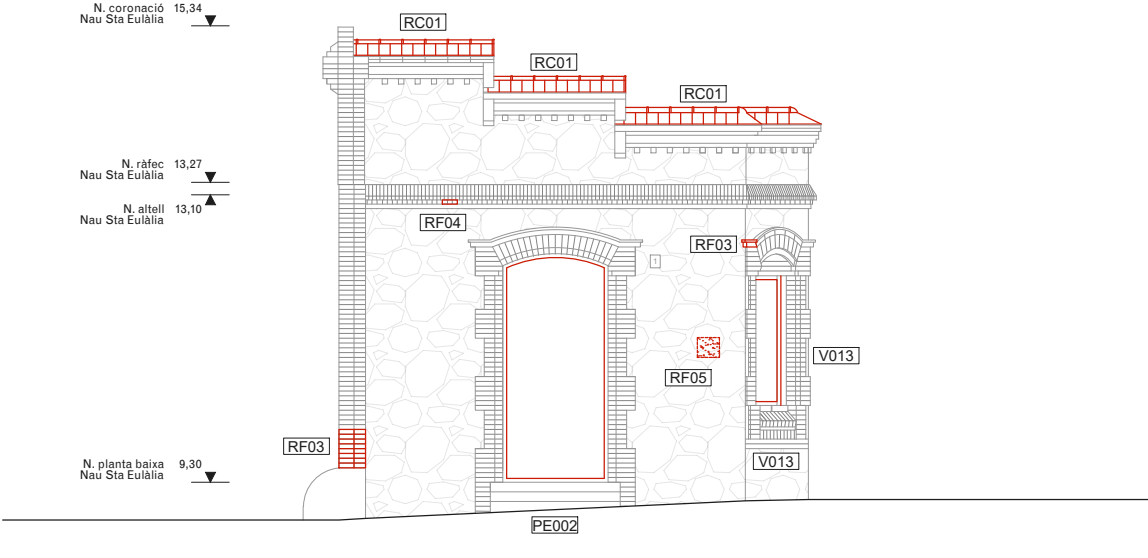 N. coronació 15,34
Nau Sta Eulàlia
RC01
RC01
RC01
N. ràfec 13,27
Nau Sta Eulàlia
N. altell 13,10
Nau Sta Eulàlia
RF04
RF03
1
V013
RF05
RF03
V013
N. planta baixa 9,30
Nau Sta Eulàlia
PE002